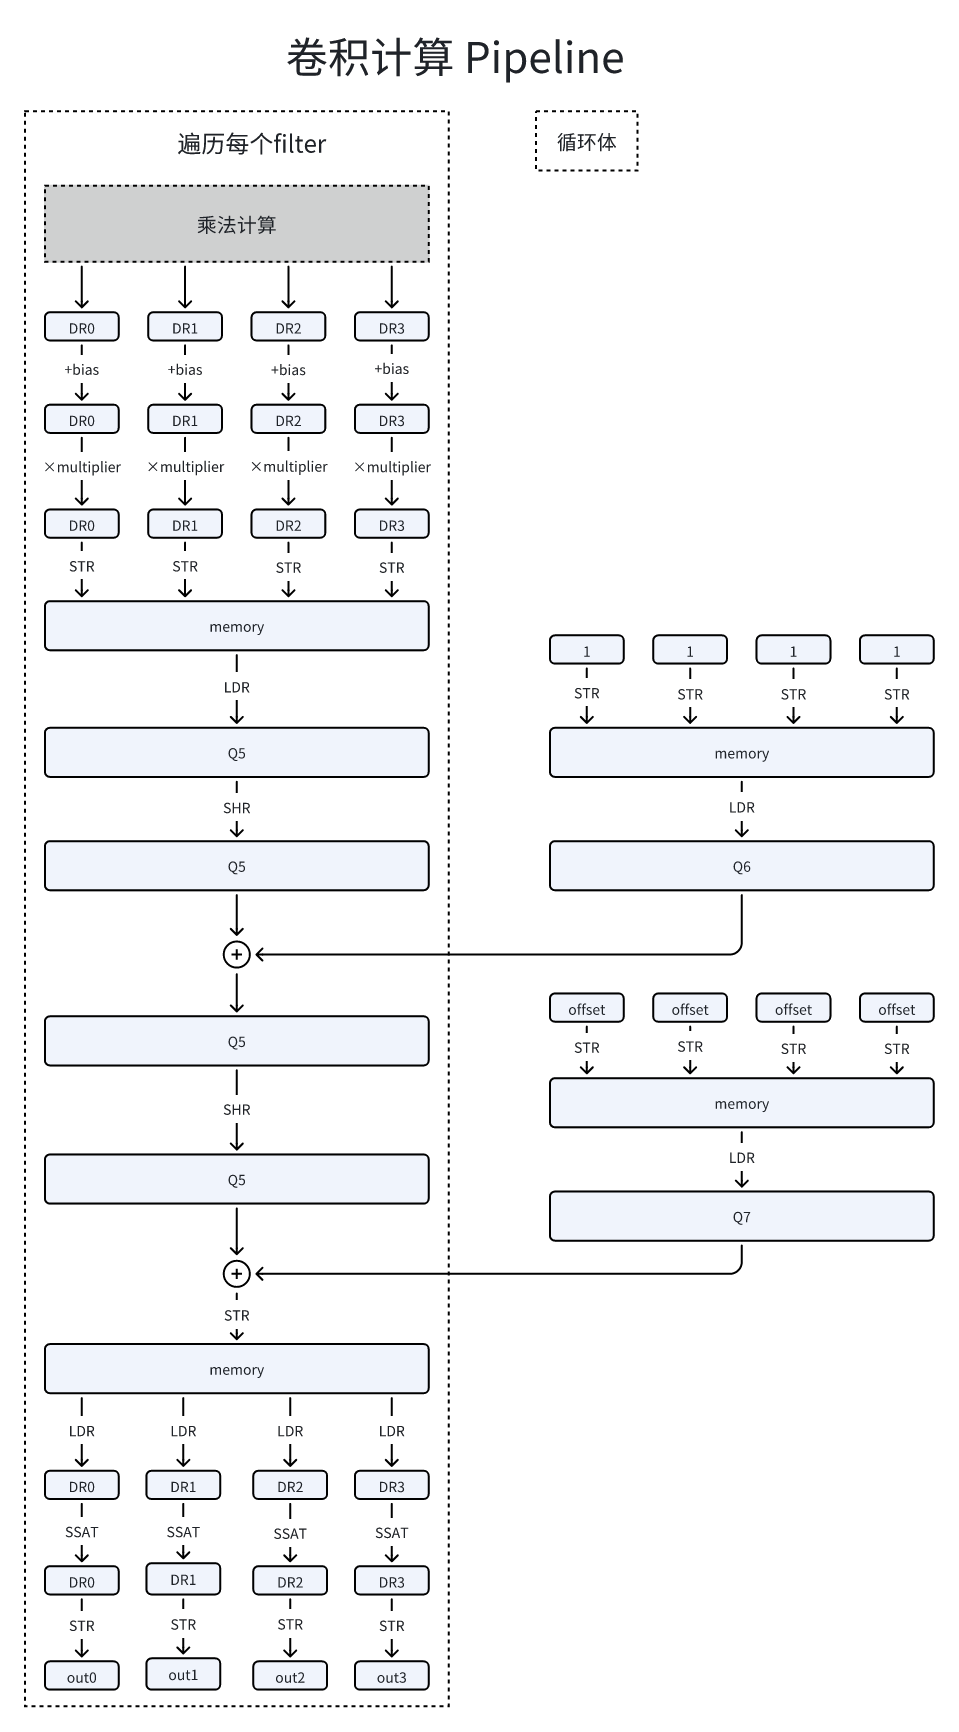 卷积计算 Pipeline
遍历每个filter
循环体
乘法计算
DR0 DR1 DR2 DR3
+bias +bias +bias +bias
DR0 DR1 DR2 DR3
×multiplier ×multiplier ×multiplier ×multiplier
DR0 DR1 DR2 DR3
STR STR STR STR
memory
1 1 1 1
LDR
STR STR STR STR
Q5
memory
SHR
LDR
Q5
Q6
+
offset offset offset offset
Q5
STR STR STR STR
memory
SHR
LDR
Q5
Q7
+
STR
memory
LDR LDR LDR LDR
DR0 DR1 DR2 DR3
SSAT SSAT SSAT SSAT
DR0 DR1 DR2 DR3
STR STR STR STR
out0 out1 out2 out3